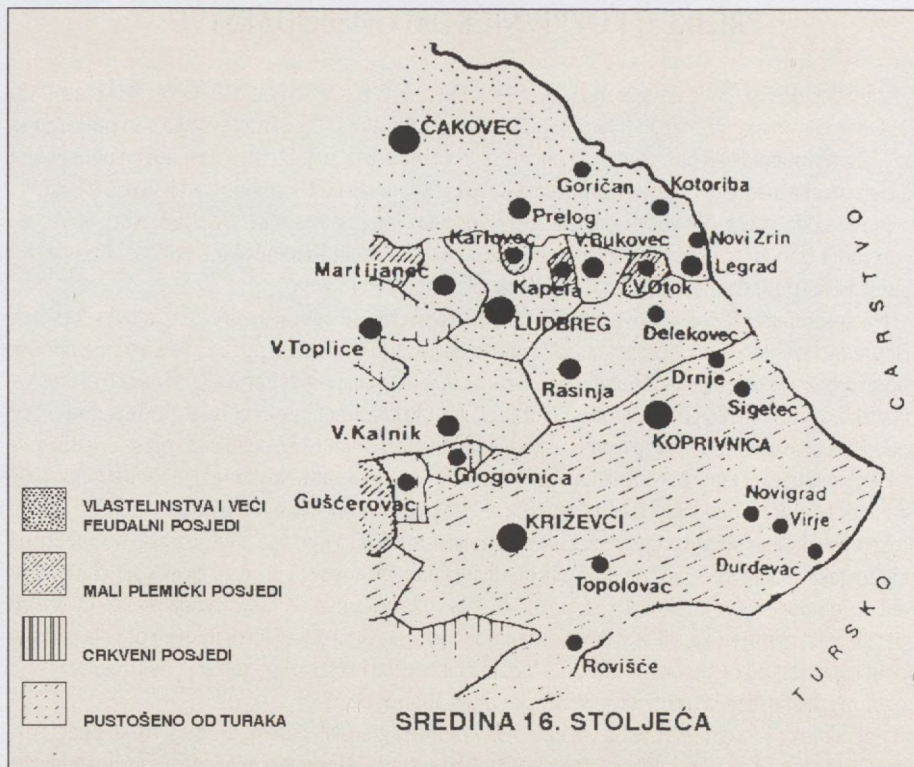 ČAKOVEC
Goričan
Kotoriba
Prelog
Karlovec
V.Bukovec
Novi Zrin
Martijanec
Kapela
V.Otok
Legrad
LUDBREG
Delekovec
V.Toplice
Rasinja
Drnje
Sigetec
V.Kalnik
KOPRIVNICA
Glogovnica
Gušćerovac
Novigrad
Virje
KRIŽEVCI
Đurđevac
Topolovac
Rovišće
TURSKO CARSTVO
VLASTELINSTVA I VEĆI
FEUDALNI POSJEDI
MALI PLEMIĆKI POSJEDI
CRKVENI POSJEDI
PUSTOŠENO OD TURAKA
SREDINA 16. STOLJEĆA